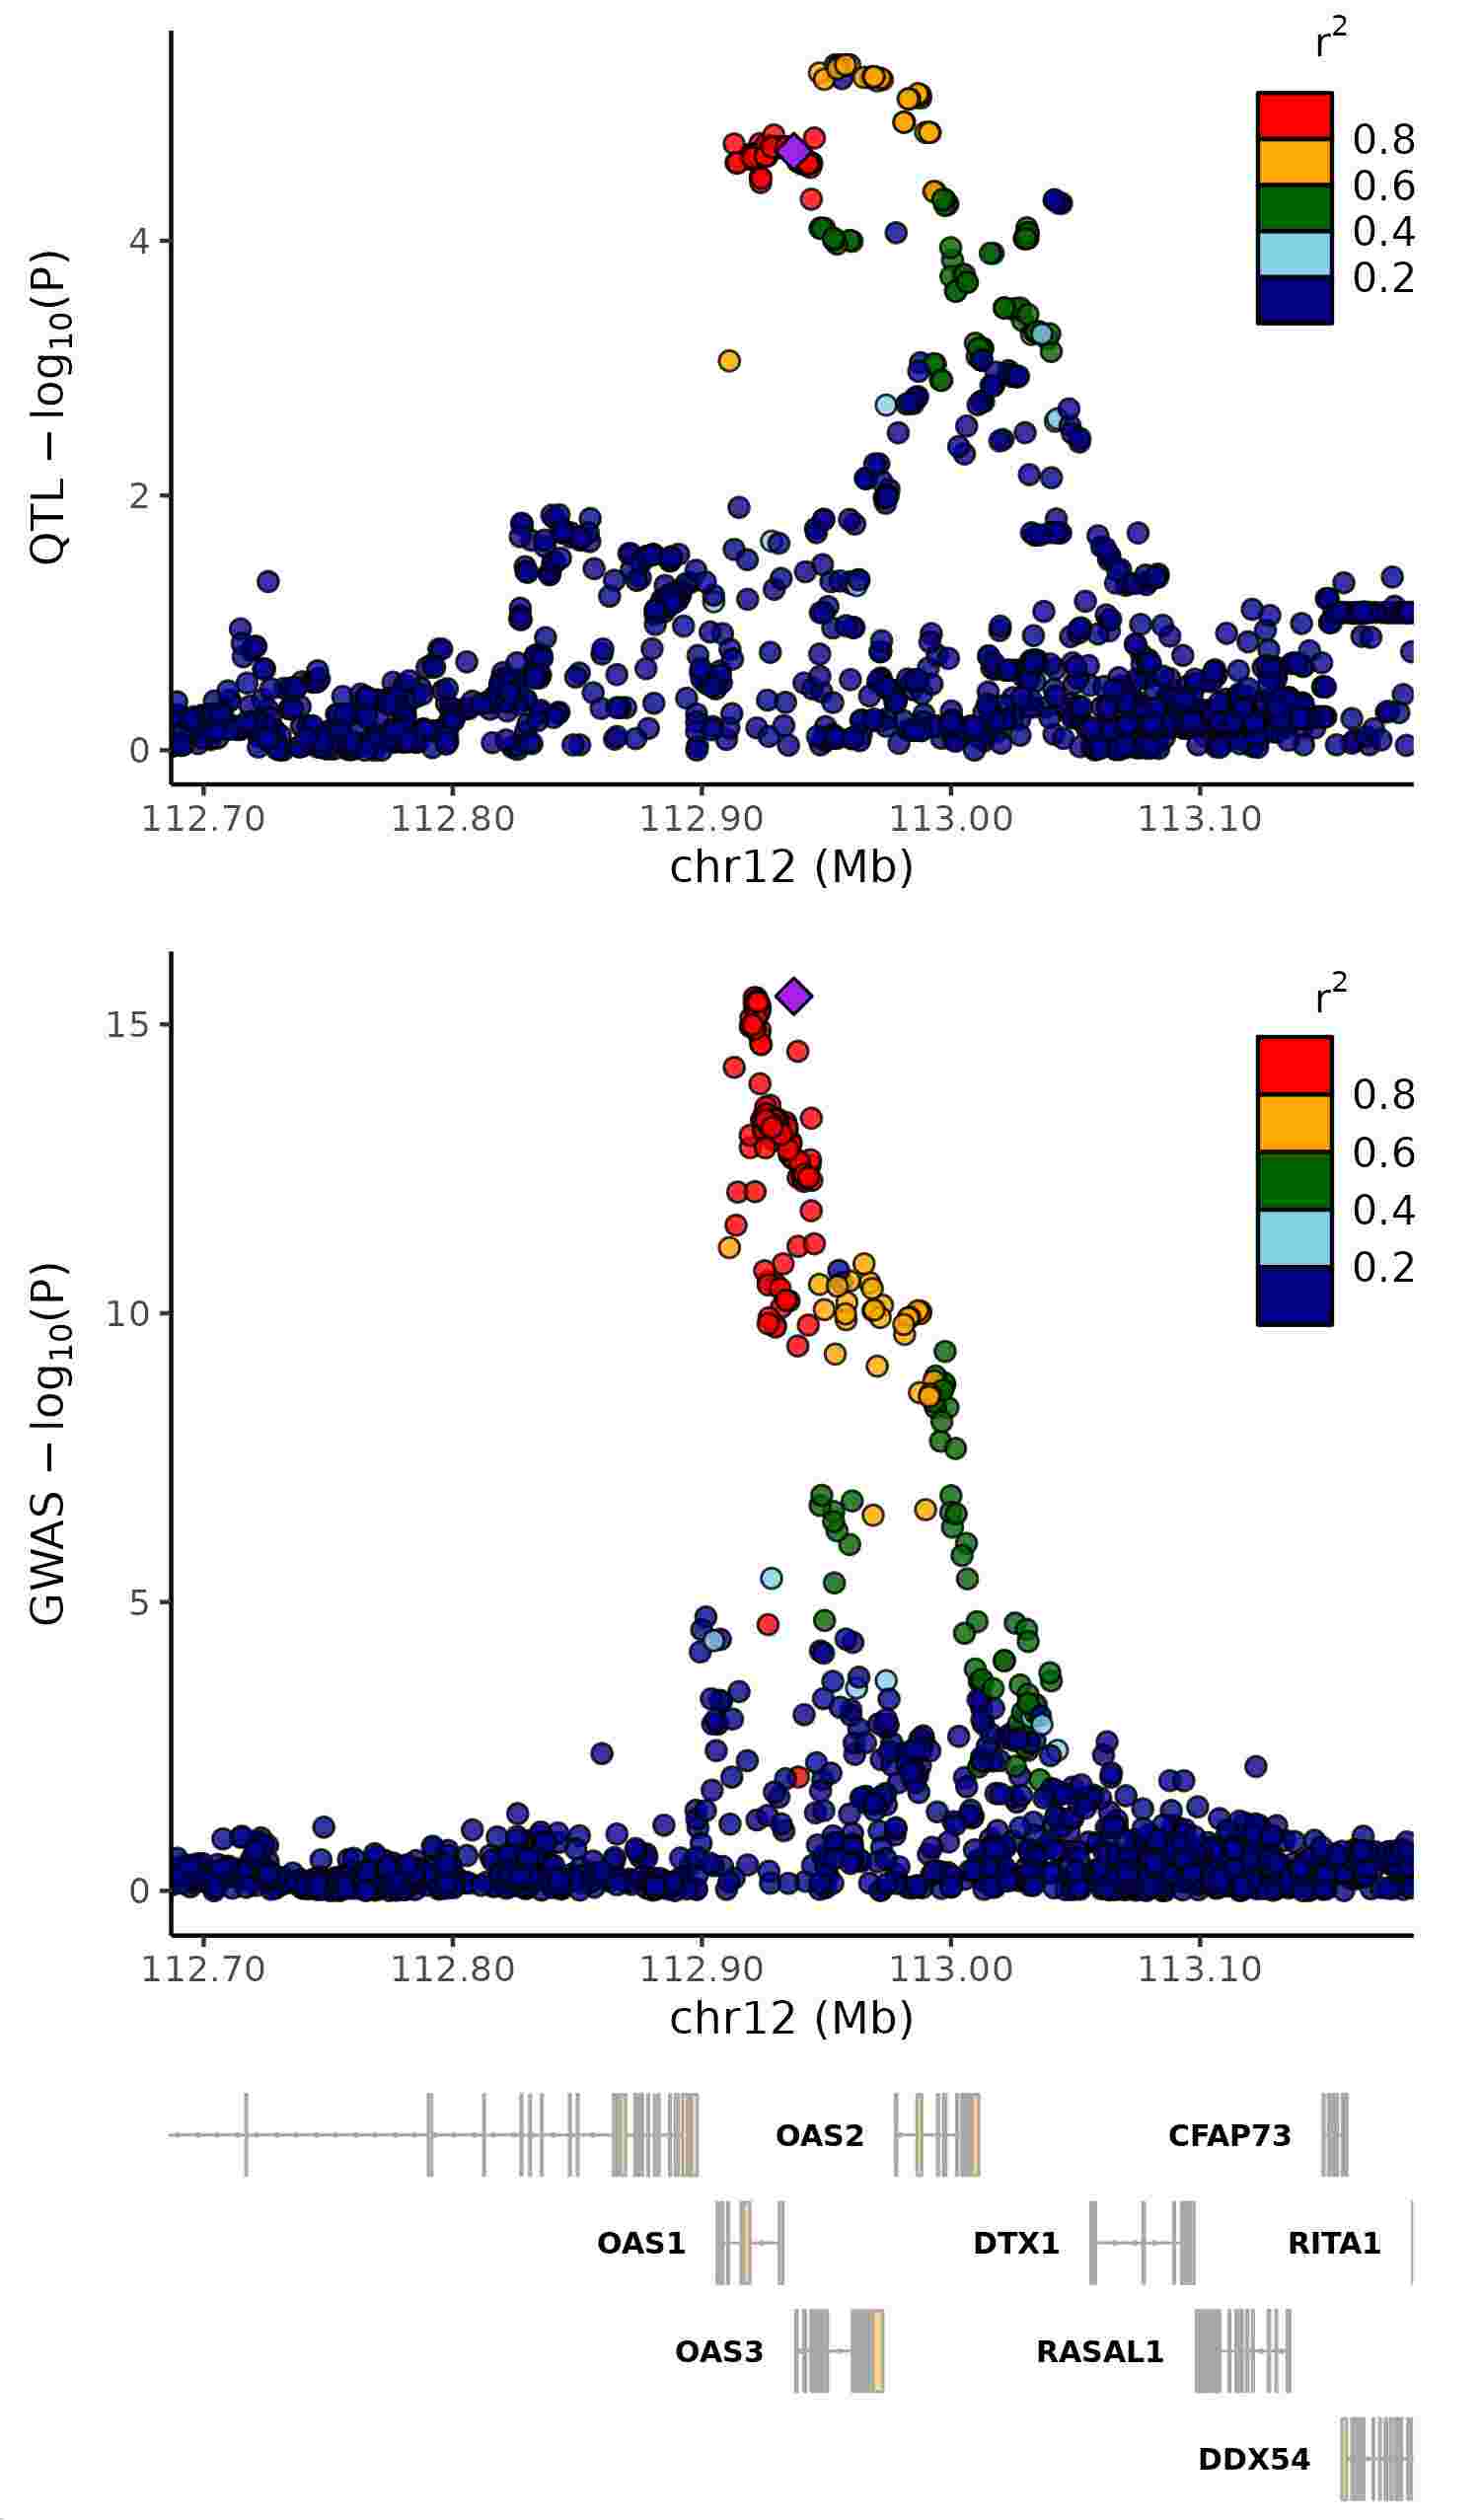 r²
0.8
0.6
0.4
0.2
QTL − log₁₀(P)
4
2
0
112.70 112.80 112.90 113.00 113.10
chr12 (Mb)
r²
0.8
0.6
0.4
0.2
GWAS − log₁₀(P)
15
10
5
0
112.70 112.80 112.90 113.00 113.10
chr12 (Mb)
OAS2 CFAP73
OAS1 DTX1 RITA1
OAS3 RASAL1
DDX54